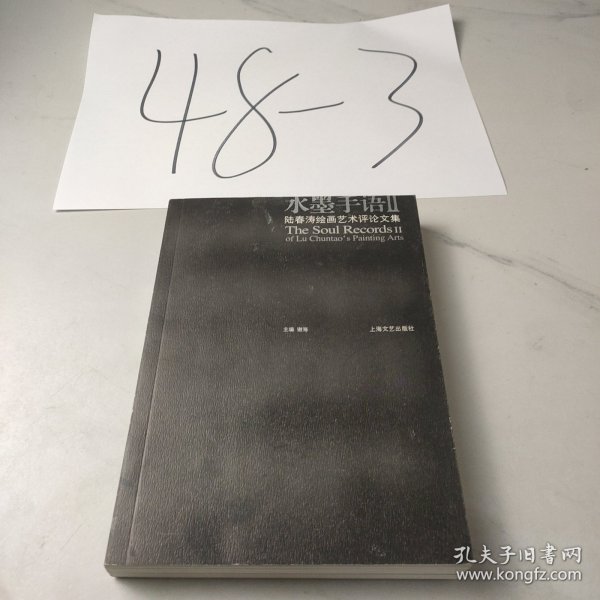 48-3
水墨手语II
陆春涛绘画艺术评论文集
The Soul Records II
of Lu Chuntao's Painting Arts
主编 谢海
上海文艺出版社
孔夫子旧书网
www.kongfz.com